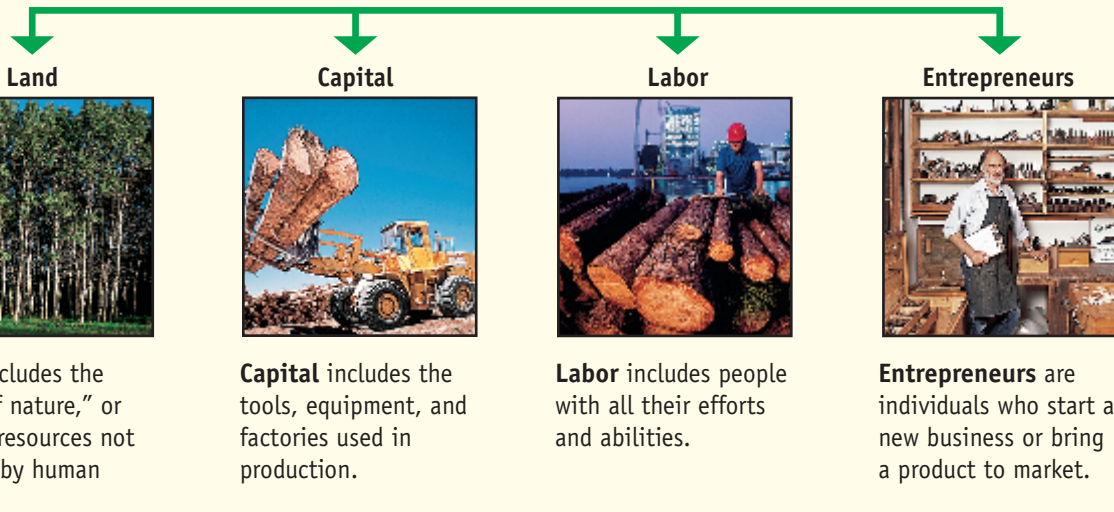 Land
Capital
Labor
Entrepreneurs
cludes the
f nature,” or
resources not
by human
Capital includes the
tools, equipment, and
factories used in
production.
Labor includes people
with all their efforts
and abilities.
Entrepreneurs are
individuals who start a
new business or bring
a product to market.